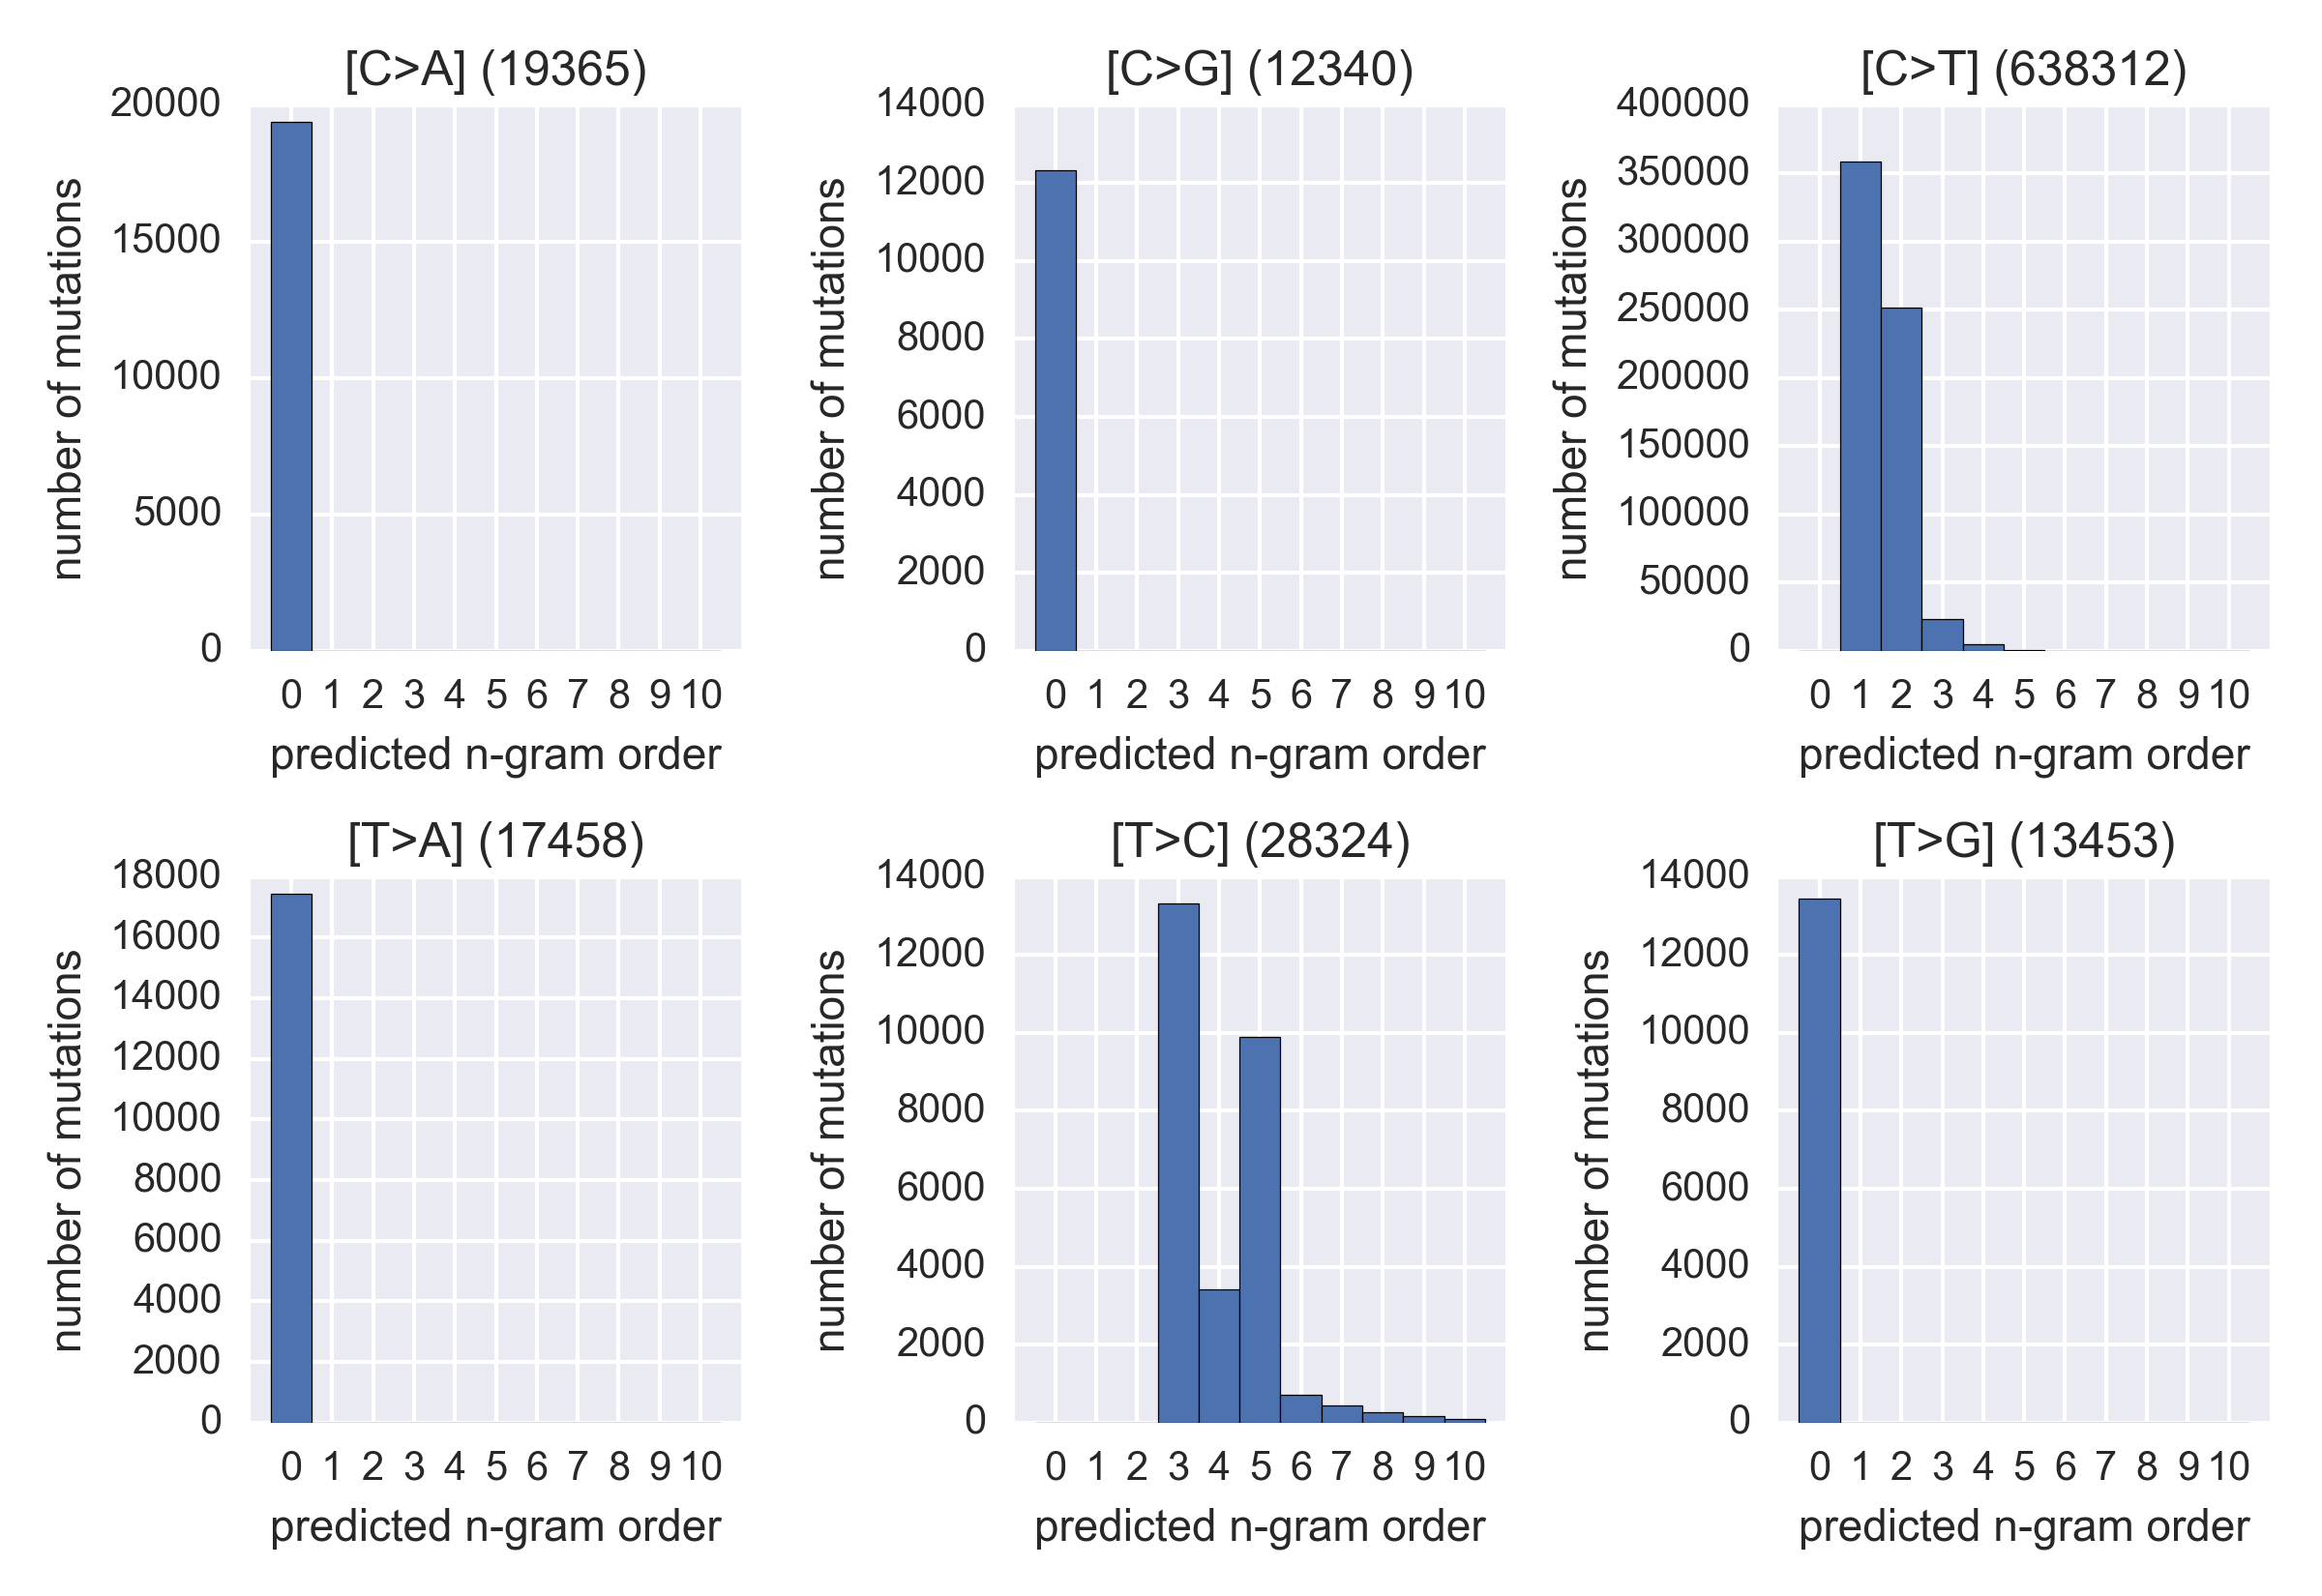 [C>A] (19365)
20000
15000
10000
5000
0
number of mutations
0 1 2 3 4 5 6 7 8 9 10
predicted n-gram order
[C>G] (12340)
14000
12000
10000
8000
6000
4000
2000
0
number of mutations
0 1 2 3 4 5 6 7 8 9 10
predicted n-gram order
[C>T] (638312)
400000
350000
300000
250000
200000
150000
100000
50000
0
number of mutations
0 1 2 3 4 5 6 7 8 9 10
predicted n-gram order
[T>A] (17458)
18000
16000
14000
12000
10000
8000
6000
4000
2000
0
number of mutations
0 1 2 3 4 5 6 7 8 9 10
predicted n-gram order
[T>C] (28324)
14000
12000
10000
8000
6000
4000
2000
0
number of mutations
0 1 2 3 4 5 6 7 8 9 10
predicted n-gram order
[T>G] (13453)
14000
12000
10000
8000
6000
4000
2000
0
number of mutations
0 1 2 3 4 5 6 7 8 9 10
predicted n-gram order